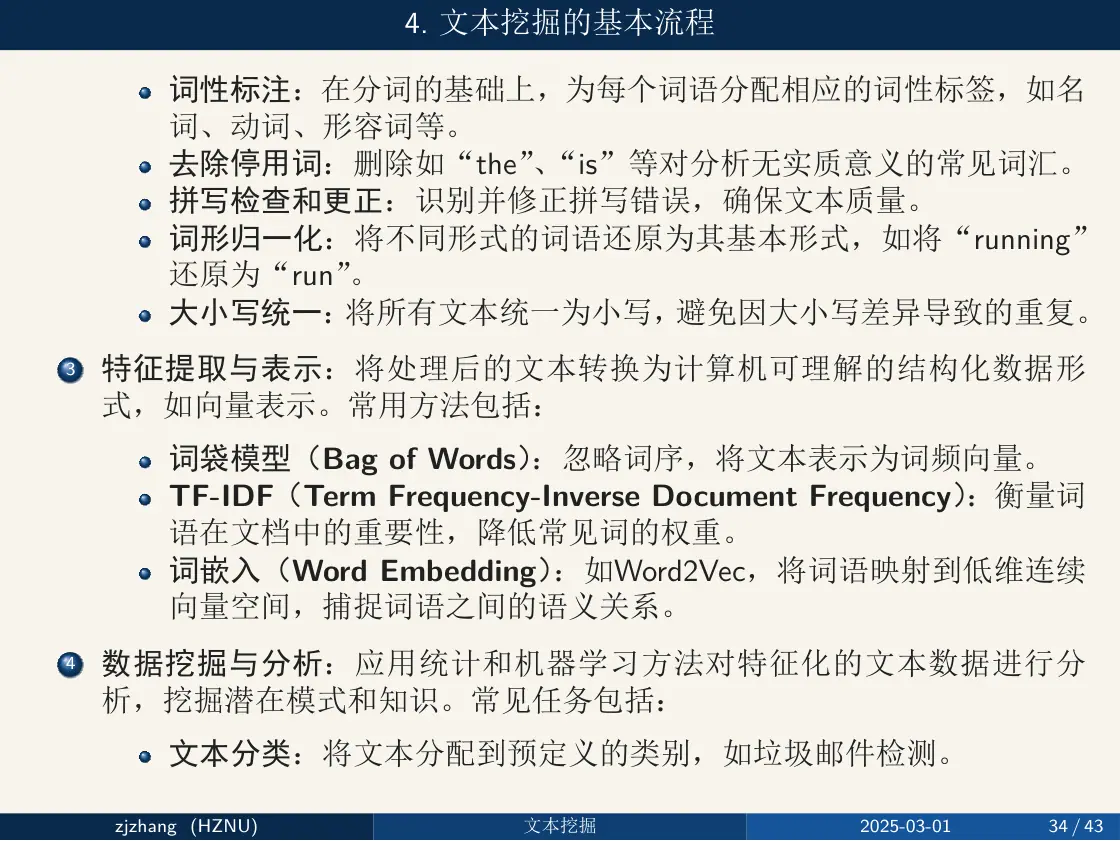 4. 文本挖掘的基本流程
词性标注：在分词的基础上，为每个词语分配相应的词性标签，如名
词、动词、形容词等。
去除停用词：删除如“the”、“is”等对分析无实质意义的常见词汇。
拼写检查和更正：识别并修正拼写错误，确保文本质量。
词形归一化：将不同形式的词语还原为其基本形式，如将“running”
还原为“run”。
大小写统一：将所有文本统一为小写，避免因大小写差异导致的重复。
3 特征提取与表示：将处理后的文本转换为计算机可理解的结构化数据形
式，如向量表示。常用方法包括：
词袋模型（Bag of Words）：忽略词序，将文本表示为词频向量。
TF-IDF（Term Frequency-Inverse Document Frequency）：衡量词
语在文档中的重要性，降低常见词的权重。
词嵌入（Word Embedding）：如Word2Vec，将词语映射到低维连续
向量空间，捕捉词语之间的语义关系。
4 数据挖掘与分析：应用统计和机器学习方法对特征化的文本数据进行分
析，挖掘潜在模式和知识。常见任务包括：
文本分类：将文本分配到预定义的类别，如垃圾邮件检测。
zjzhang (HZNU) 文本挖掘 2025-03-01 34 / 43